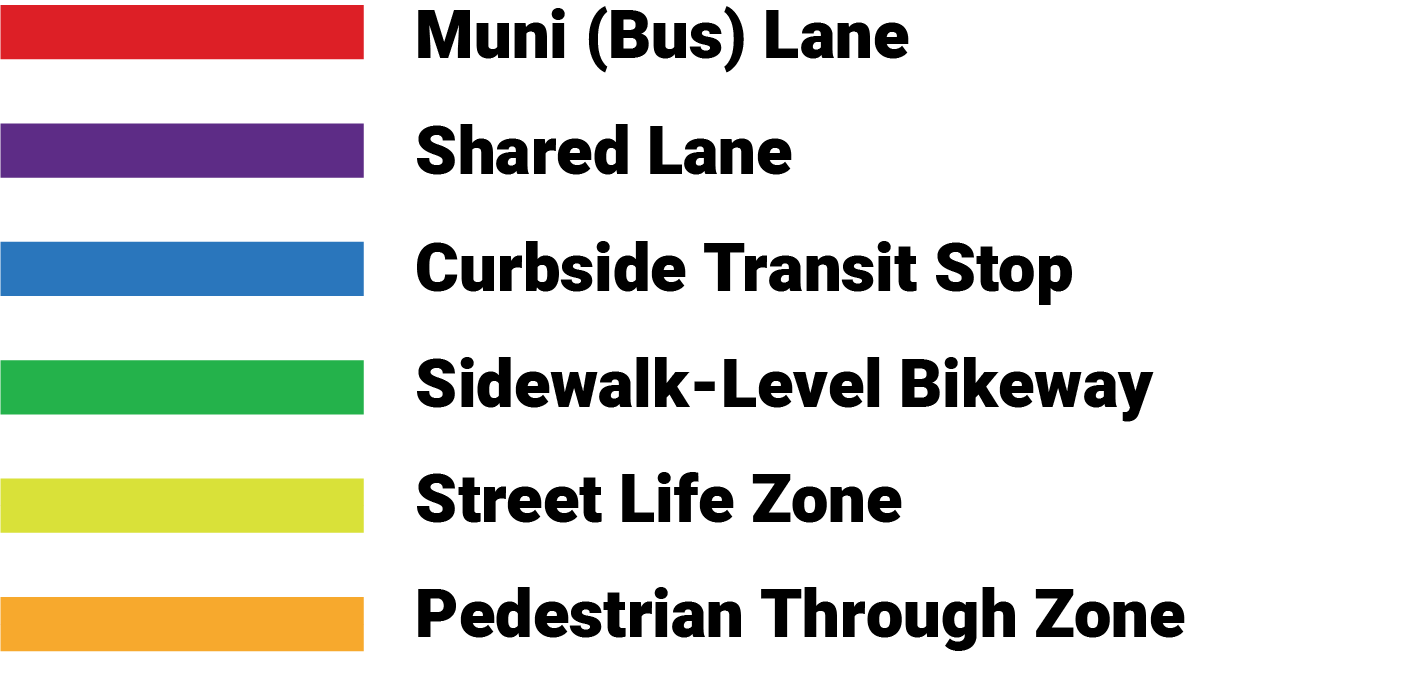 Muni (Bus) Lane
Shared Lane
Curbside Transit Stop
Sidewalk-Level Bikeway
Street Life Zone
Pedestrian Through Zone